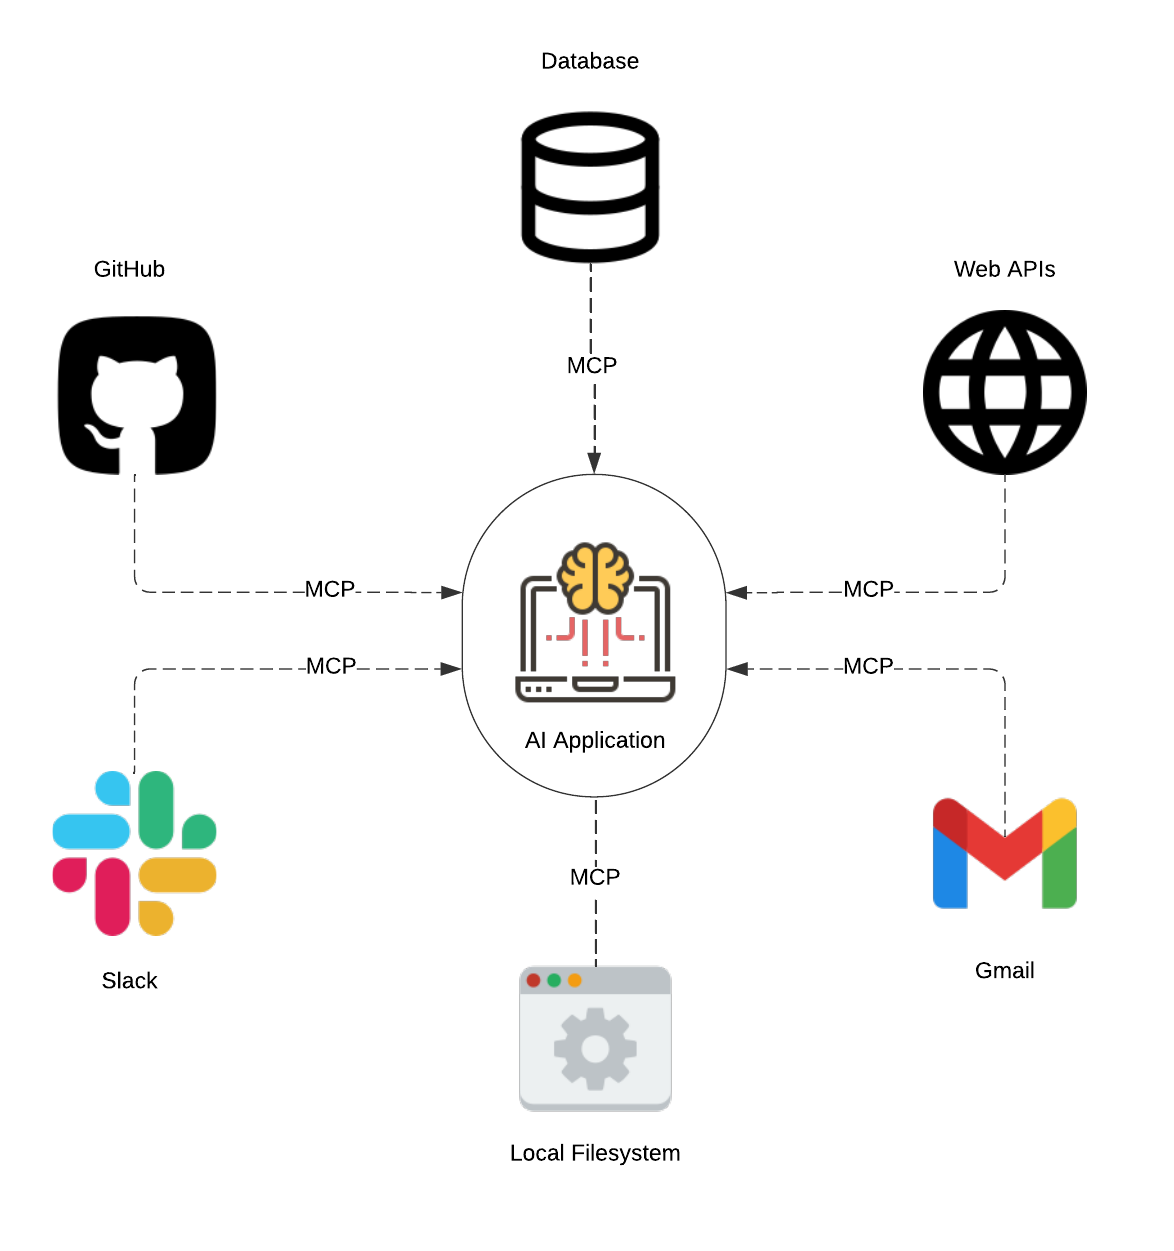 Database
GitHub
Web APIs
MCP
MCP
MCP
MCP
MCP
AI Application
MCP
Slack
Gmail
Local Filesystem